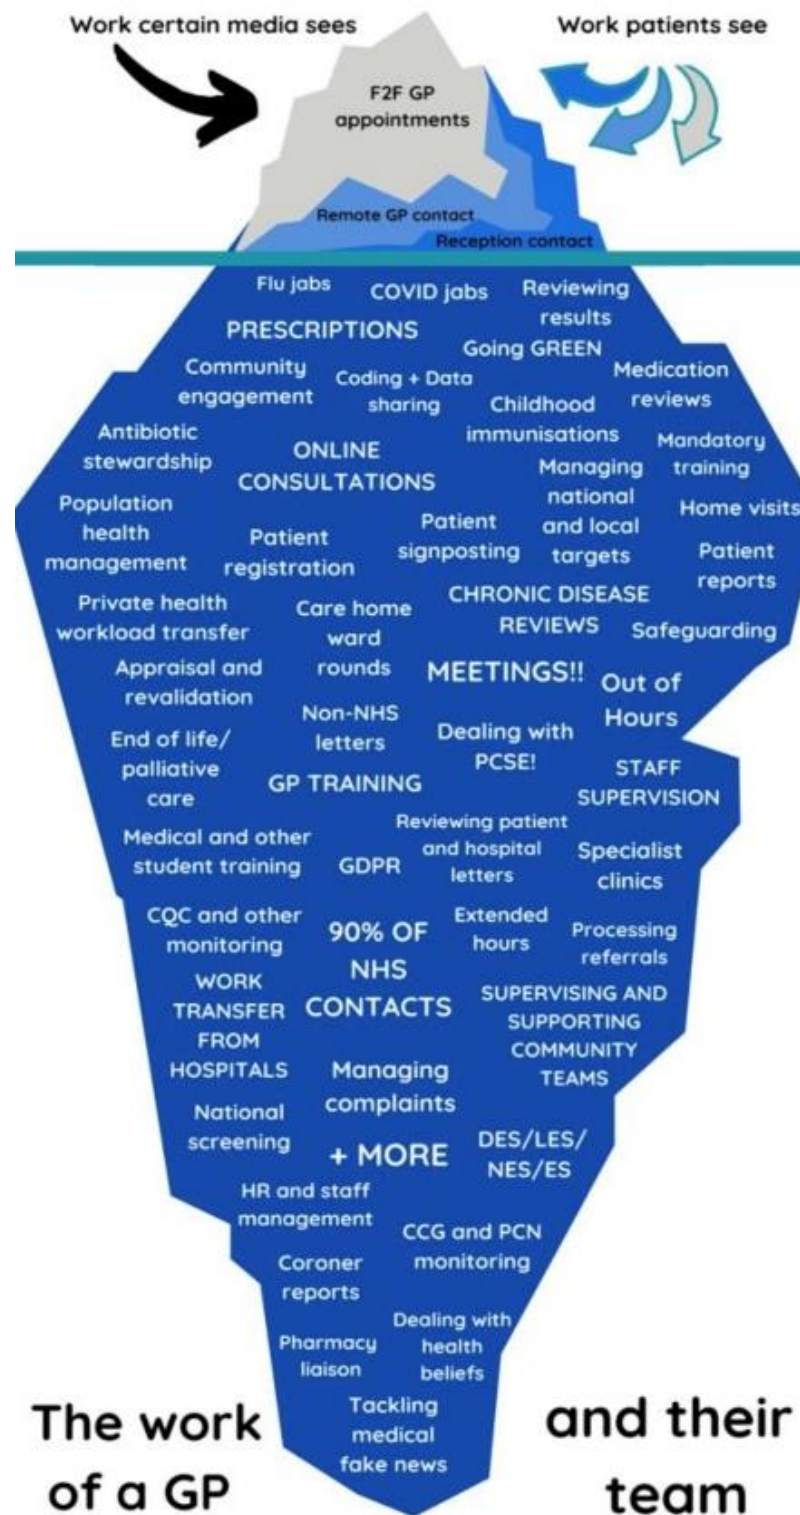 Work certain media sees
Work patients see
F2F GP
appointments
Remote GP contact
Reception contact
Flu jabs
COVID jabs
Reviewing
results
PRESCRIPTIONS
Going GREEN
Community
engagement
Coding + Data
sharing
Childhood
immunisations
Medication
reviews
Antibiotic
stewardship
ONLINE
CONSULTATIONS
Managing
national
and local
targets
Mandatory
training
Population
health
management
Patient
registration
Patient
signposting
Home visits
Patient
reports
Private health
workload transfer
Care home
ward
rounds
CHRONIC DISEASE
REVIEWS
Safeguarding
Appraisal and
revalidation
MEETINGS!!
Out of
Hours
Non-NHS
letters
Dealing with
PCSE!
End of life/
palliative
care
GP TRAINING
STAFF
SUPERVISION
Medical and other
student training
GDPR
Reviewing patient
and hospital
letters
Specialist
clinics
CQC and other
monitoring
90% OF
NHS
CONTACTS
Extended
hours
Processing
referrals
WORK
TRANSFER
FROM
HOSPITALS
SUPERVISING AND
SUPPORTING
COMMUNITY
TEAMS
Managing
complaints
National
screening
+ MORE
DES/LES/
NES/ES
HR and staff
management
CCG and PCN
monitoring
Coroner
reports
Dealing with
health
beliefs
Pharmacy
liaison
Tackling
medical
fake news
The work
of a GP
and their
team